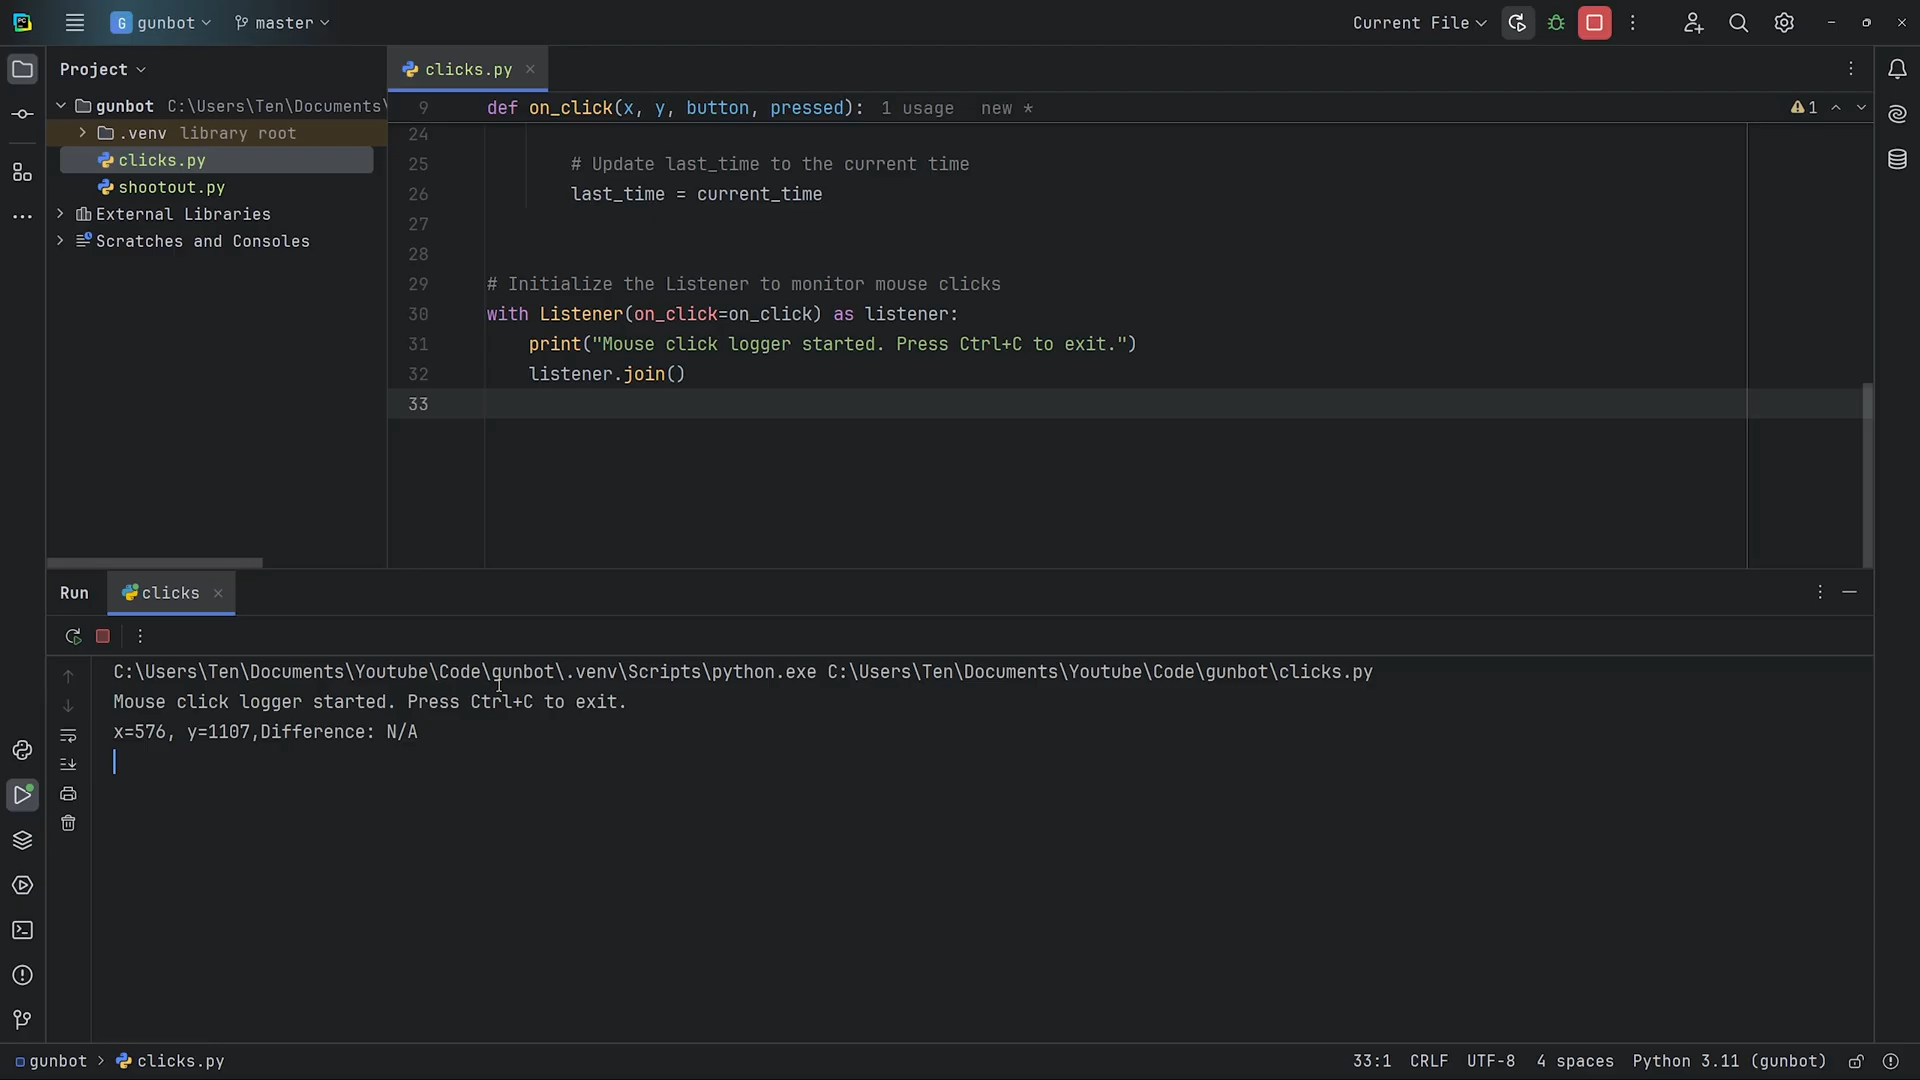 G gunbot
master
Current File
Project
clicks.py
gunbot C:\Users\Ten\Documents\
.venv library root
clicks.py
shootout.py
External Libraries
Scratches and Consoles
9 def on_click(x, y, button, pressed): 1 usage new *
1
24
25 # Update last_time to the current time
26 last_time = current_time
27
28
29 # Initialize the Listener to monitor mouse clicks
30 with Listener(on_click=on_click) as listener:
31 print("Mouse click logger started. Press Ctrl+C to exit.")
32 listener.join()
33
Run
clicks
C:\Users\Ten\Documents\Youtube\Code\gunbot\.venv\Scripts\python.exe C:\Users\Ten\Documents\Youtube\Code\gunbot\clicks.py
Mouse click logger started. Press Ctrl+C to exit.
x=576, y=1107,Difference: N/A
gunbot > clicks.py
33:1 CRLF UTF-8 4 spaces Python 3.11 (gunbot)